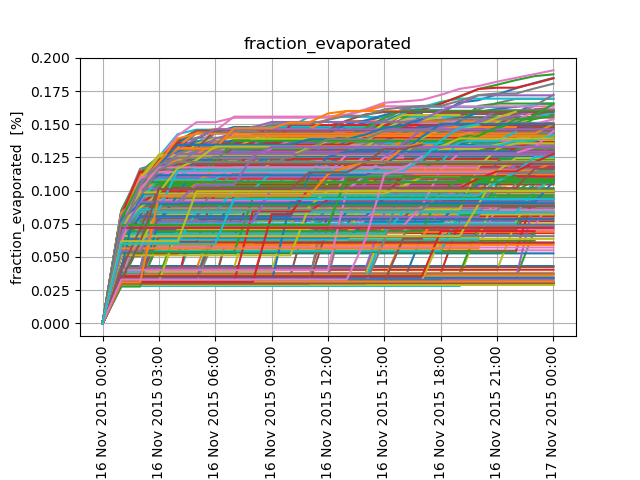 fraction_evaporated
fraction_evaporated [%]
0.200
0.175
0.150
0.125
0.100
0.075
0.050
0.025
0.000
16 Nov 2015 00:00
16 Nov 2015 03:00
16 Nov 2015 06:00
16 Nov 2015 09:00
16 Nov 2015 12:00
16 Nov 2015 15:00
16 Nov 2015 18:00
16 Nov 2015 21:00
17 Nov 2015 00:00